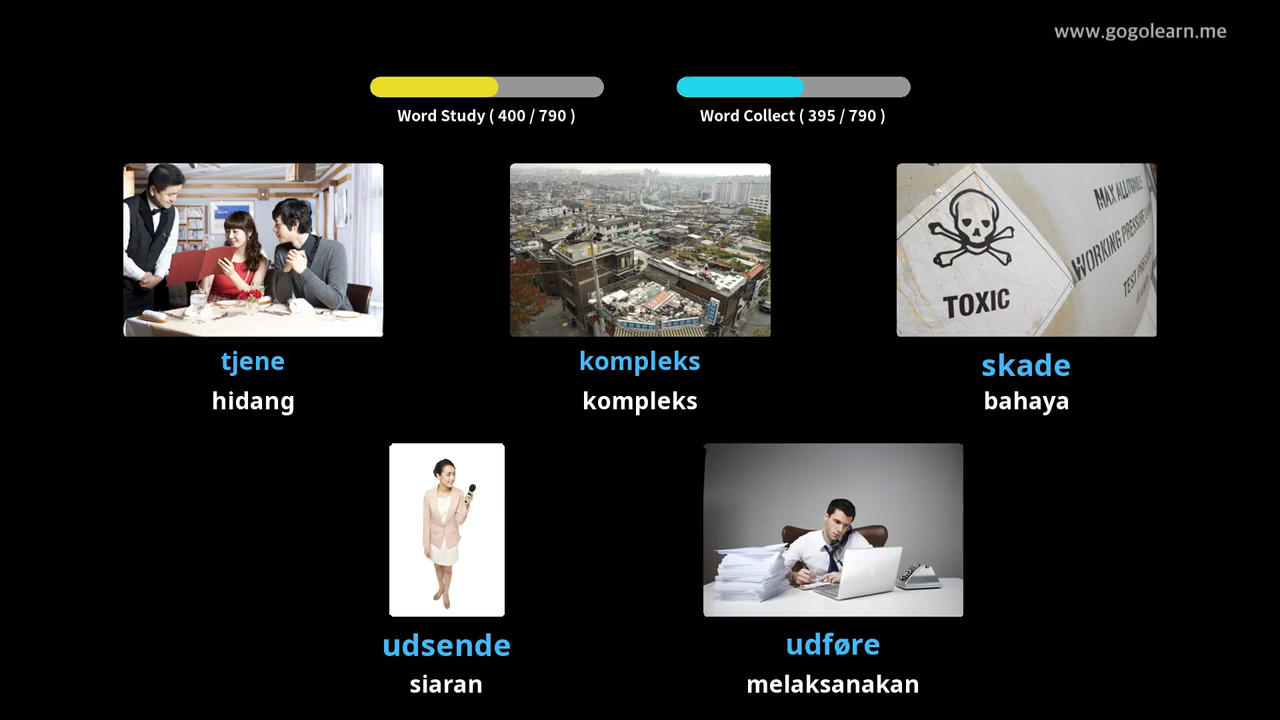 www.gogolearn.me
Word Study ( 400 / 790 )
Word Collect ( 395 / 790 )
TOXIC
MAX ALLOWABLE
WORKING PRESSURE
TEST PRESS
tjene
hidang
kompleks
kompleks
skade
bahaya
udsende
siaran
udføre
melaksanakan